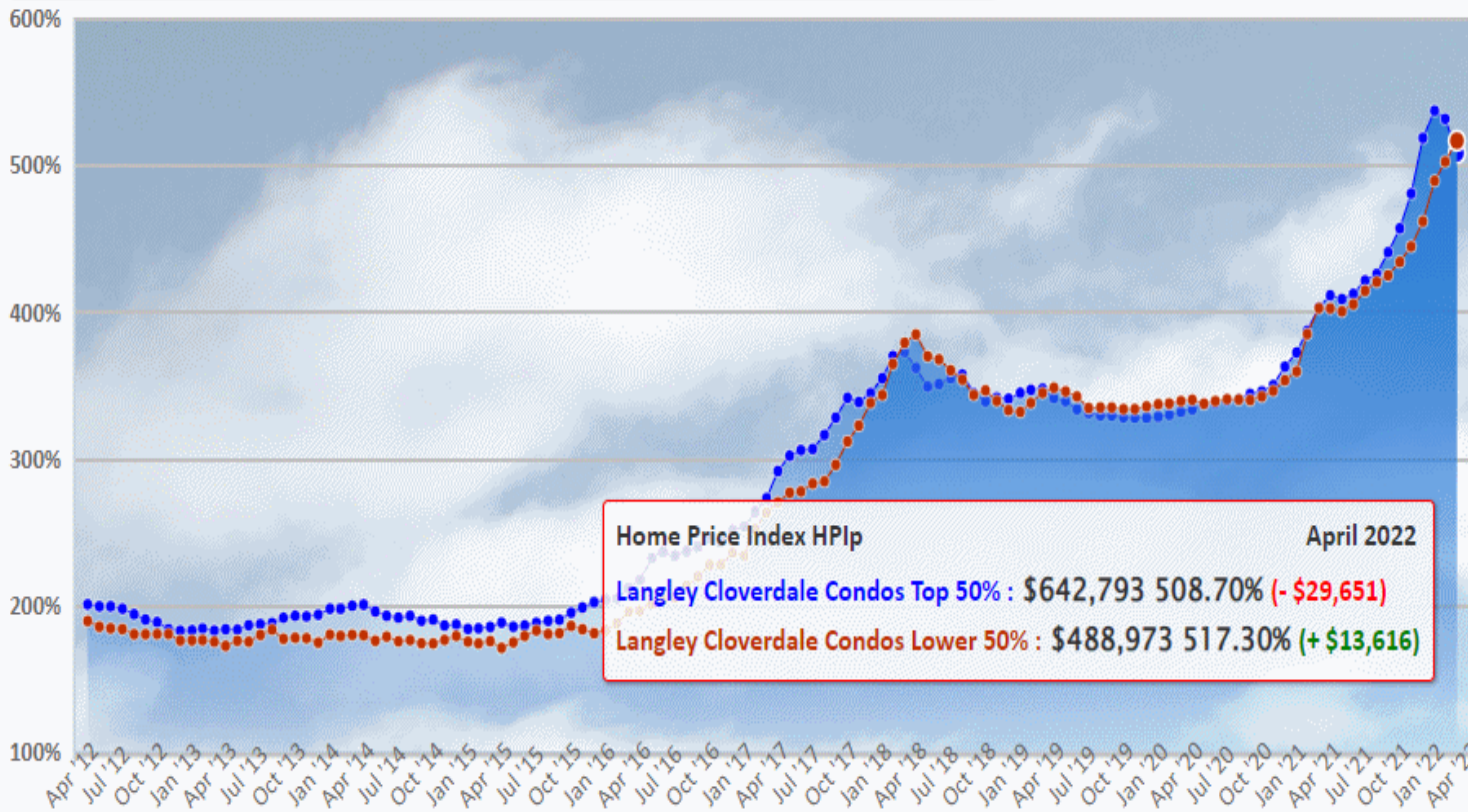 600%
500%
400%
300%
200%
100%
Home Price Index HPIp April 2022
Langley Cloverdale Condos Top 50% : $642,793 508.70% (- $29,651)
Langley Cloverdale Condos Lower 50% : $488,973 517.30% (+ $13,616)
Apr '12
Jul '12
Oct '12
Jan '13
Apr '13
Jul '13
Oct '13
Jan '14
Apr '14
Jul '14
Oct '14
Jan '15
Apr '15
Jul '15
Oct '15
Jan '16
Apr '16
Jul '16
Oct '16
Jan '17
Apr '17
Jul '17
Oct '17
Jan '18
Apr '18
Jul '18
Oct '18
Jan '19
Apr '19
Jul '19
Oct '19
Jan '20
Apr '20
Jul '20
Oct '20
Jan '21
Apr '21
Jul '21
Oct '21
Jan '22
Apr